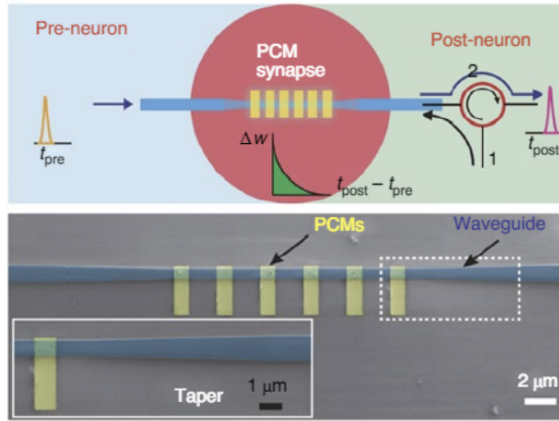 Pre-neuron
PCM
synapse
Post-neuron
2
t_pre
Δw
t_post – t_pre
1
t_post
PCMs
Waveguide
Taper
1 μm
2 μm